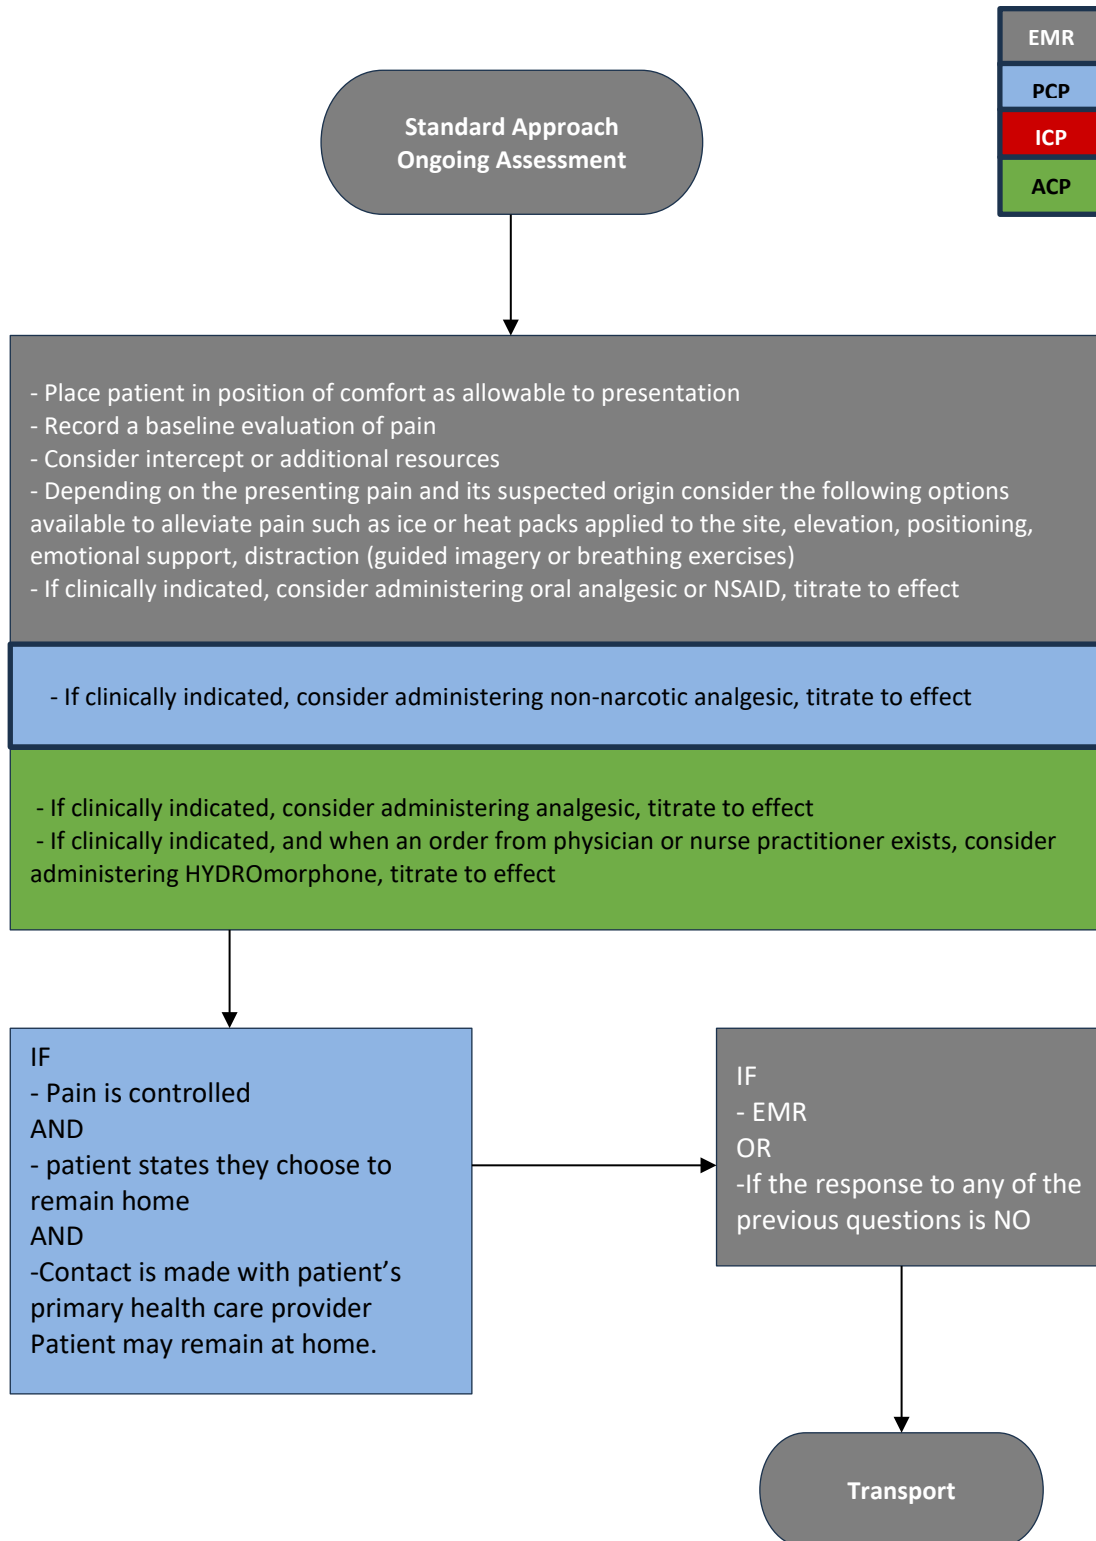 EMR
PCP
ICP
ACP
Standard Approach
Ongoing Assessment
- Place patient in position of comfort as allowable to presentation
- Record a baseline evaluation of pain
- Consider intercept or additional resources
- Depending on the presenting pain and its suspected origin consider the following options
available to alleviate pain such as ice or heat packs applied to the site, elevation, positioning,
emotional support, distraction (guided imagery or breathing exercises)
- If clinically indicated, consider administering oral analgesic or NSAID, titrate to effect
- If clinically indicated, consider administering non-narcotic analgesic, titrate to effect
- If clinically indicated, consider administering analgesic, titrate to effect
- If clinically indicated, and when an order from physician or nurse practitioner exists, consider
administering HYDROmorphone, titrate to effect
IF
- Pain is controlled
AND
- patient states they choose to
remain home
AND
-Contact is made with patient’s
primary health care provider
Patient may remain at home.
IF
- EMR
OR
-If the response to any of the
previous questions is NO
Transport